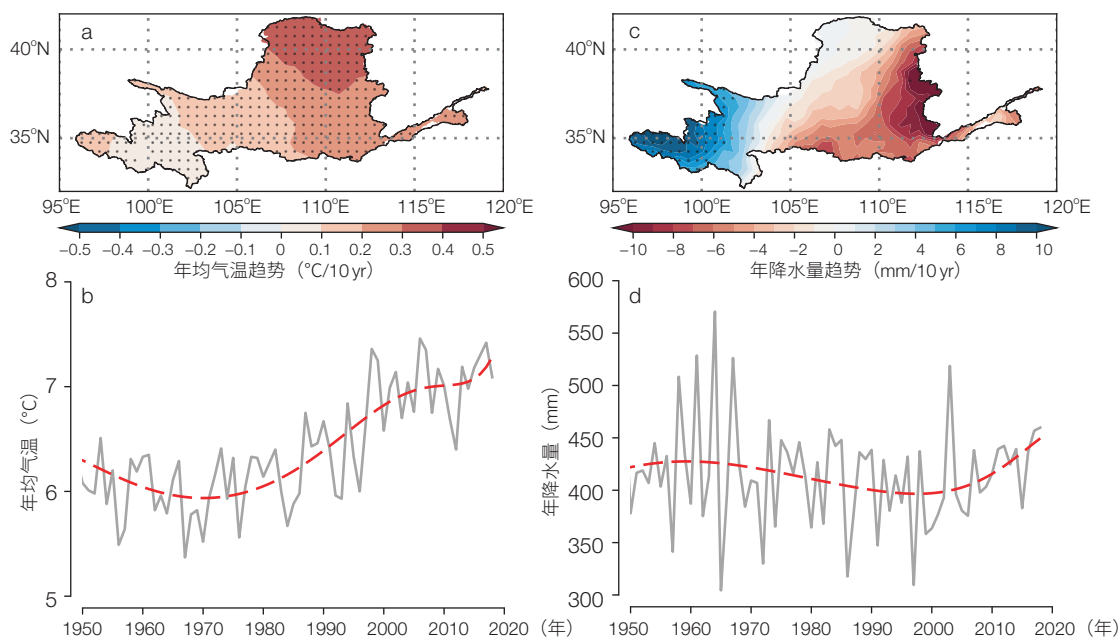 a
40°N
35°N
95°E 100°E 105°E 110°E 115°E 120°E
−0.5 −0.4 −0.3 −0.2 −0.1 0 0.1 0.2 0.3 0.4 0.5
年均气温趋势（℃/10 yr）
c
40°N
35°N
95°E 100°E 105°E 110°E 115°E 120°E
−10 −8 −6 −4 −2 0 2 4 6 8 10
年降水量趋势（mm/10 yr）
b
年均气温（℃）
8
7
6
5
1950 1960 1970 1980 1990 2000 2010 2020（年）
d
年降水量（mm）
600
550
500
450
400
350
300
1950 1960 1970 1980 1990 2000 2010 2020（年）